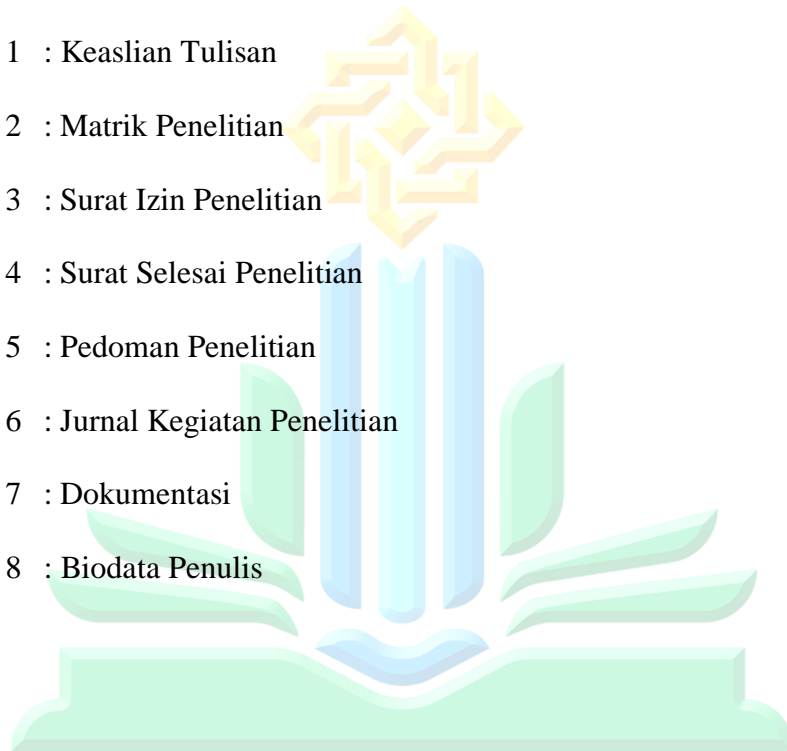 1 : Keaslian Tulisan
2 : Matrik Penelitian
3 : Surat Izin Penelitian
4 : Surat Selesai Penelitian
5 : Pedoman Penelitian
6 : Jurnal Kegiatan Penelitian
7 : Dokumentasi
8 : Biodata Penulis